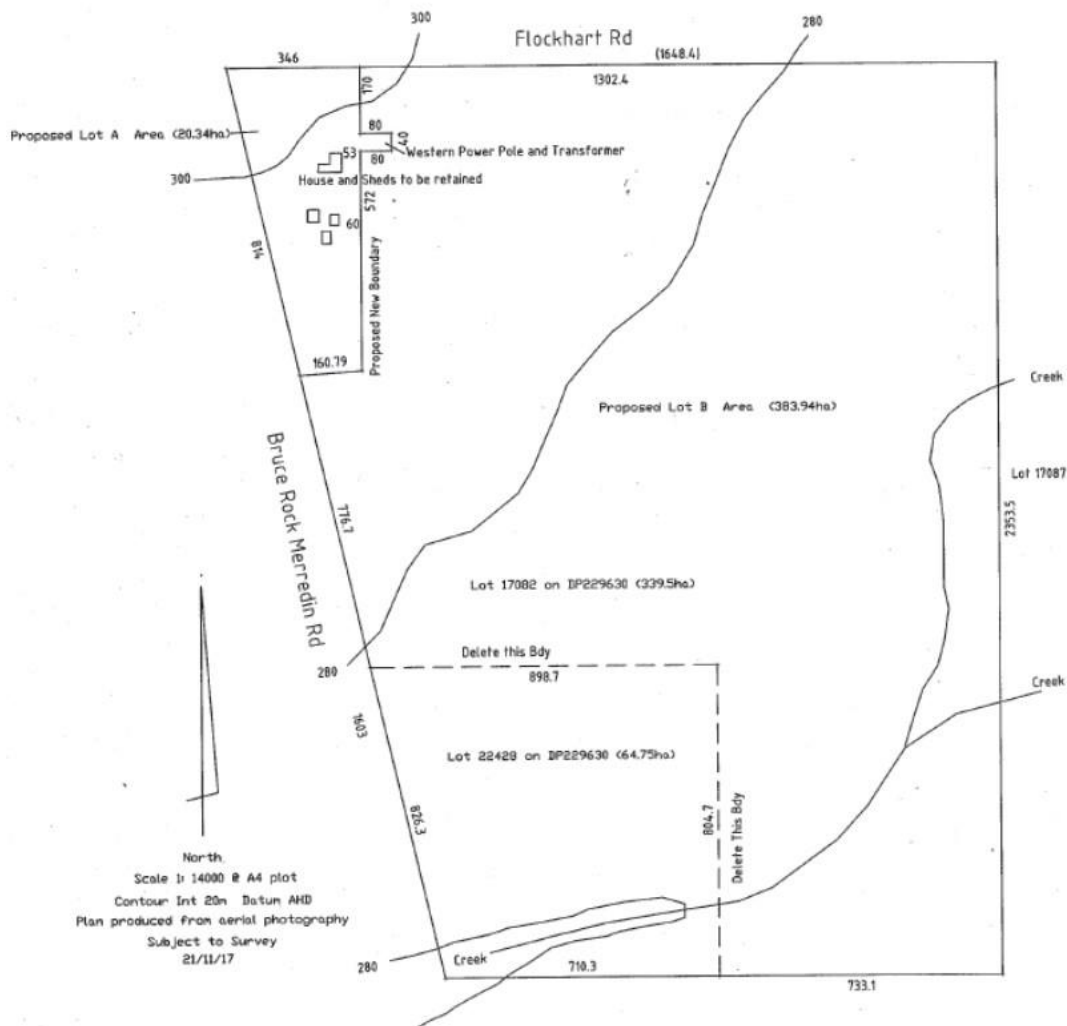 300
280
Flockhart Rd
346
(1648.4)
1302.4
170
Proposed Lot A Area (20.34ha)
80
40
53
80
Western Power Pole and Transformer
300
House and Sheds to be retained
572
60
814
Proposed New Boundary
160.79
Creek
Proposed Lot B Area (383.94ha)
Bruce Rock Merredin Rd
Lot 17087
776.7
2353.5
Lot 17082 on DP229630 (339.5ha)
Delete this Bdy
280
898.7
Creek
1603
Lot 22428 on DP229630 (64.75ha)
826.3
804.7
Delete This Bdy
North
Scale 1: 14000 @ A4 plot
Contour Int 20m Datum AHD
Plan produced from aerial photography
Subject to Survey
21/11/17
280
Creek
710.3
733.1